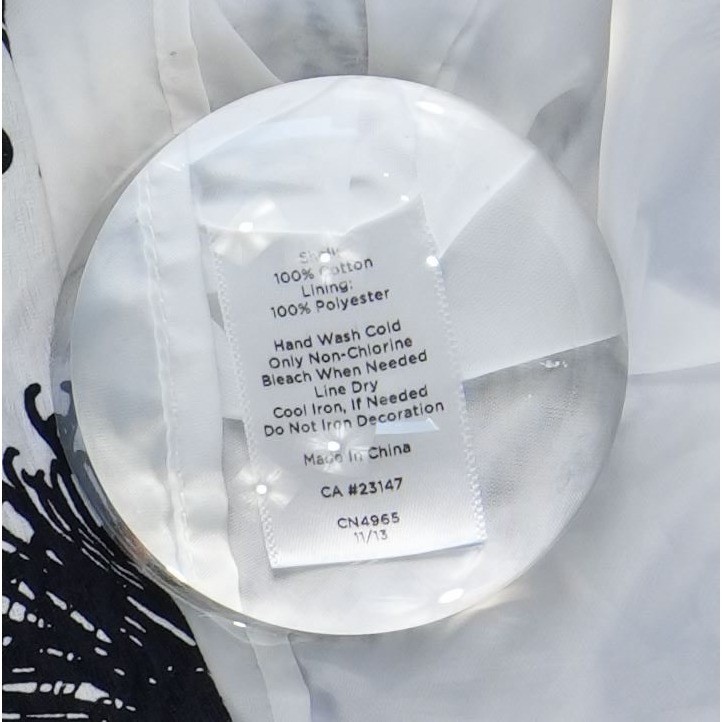 Shell:
100% Cotton
Lining:
100% Polyester
Hand Wash Cold
Only Non-Chlorine
Bleach When Needed
Line Dry
Cool Iron, If Needed
Do Not Iron Decoration
Made In China
CA #23147
CN4965
11/13